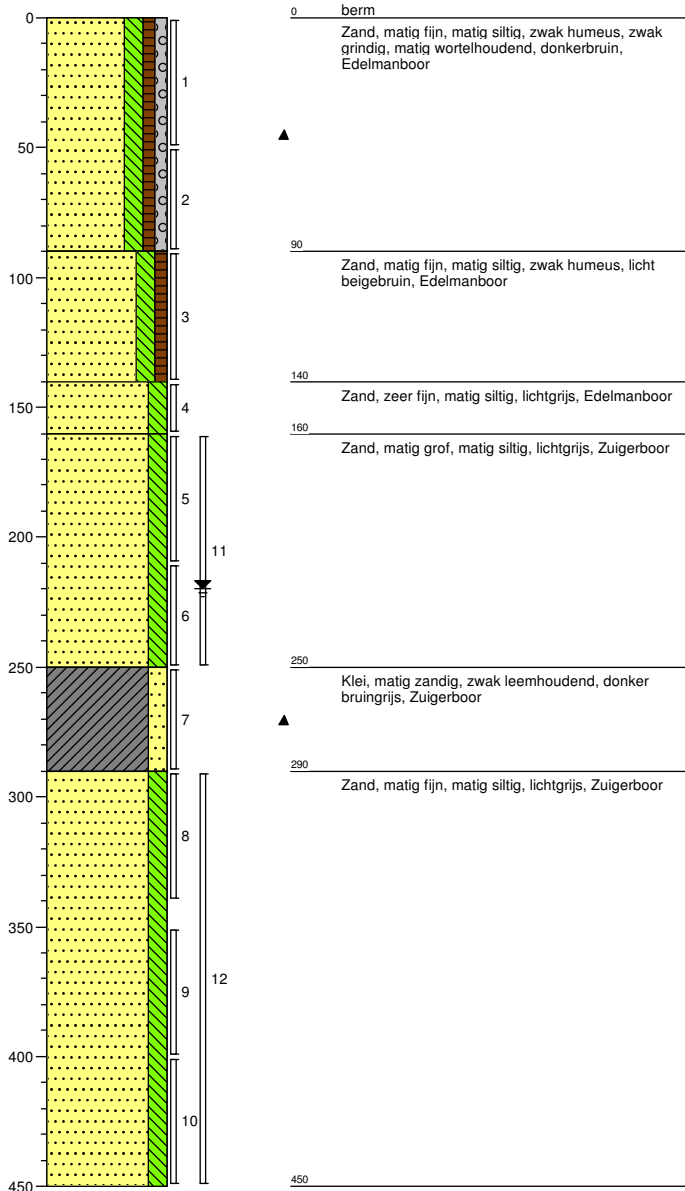 0
0 berm
Zand, matig fijn, matig siltig, zwak humeus, zwak
grindig, matig wortelhoudend, donkerbruin,
Edelmanboor
1
50
2
90
Zand, matig fijn, matig siltig, zwak humeus, licht
beigebruin, Edelmanboor
100
3
140
Zand, zeer fijn, matig siltig, lichtgrijs, Edelmanboor
4
150
160
Zand, matig grof, matig siltig, lichtgrijs, Zuigerboor
5
200
11
6
250
250
Klei, matig zandig, zwak leemhoudend, donker
bruingrijs, Zuigerboor
7
290
Zand, matig fijn, matig siltig, lichtgrijs, Zuigerboor
300
8
350
9
12
400
10
450
450